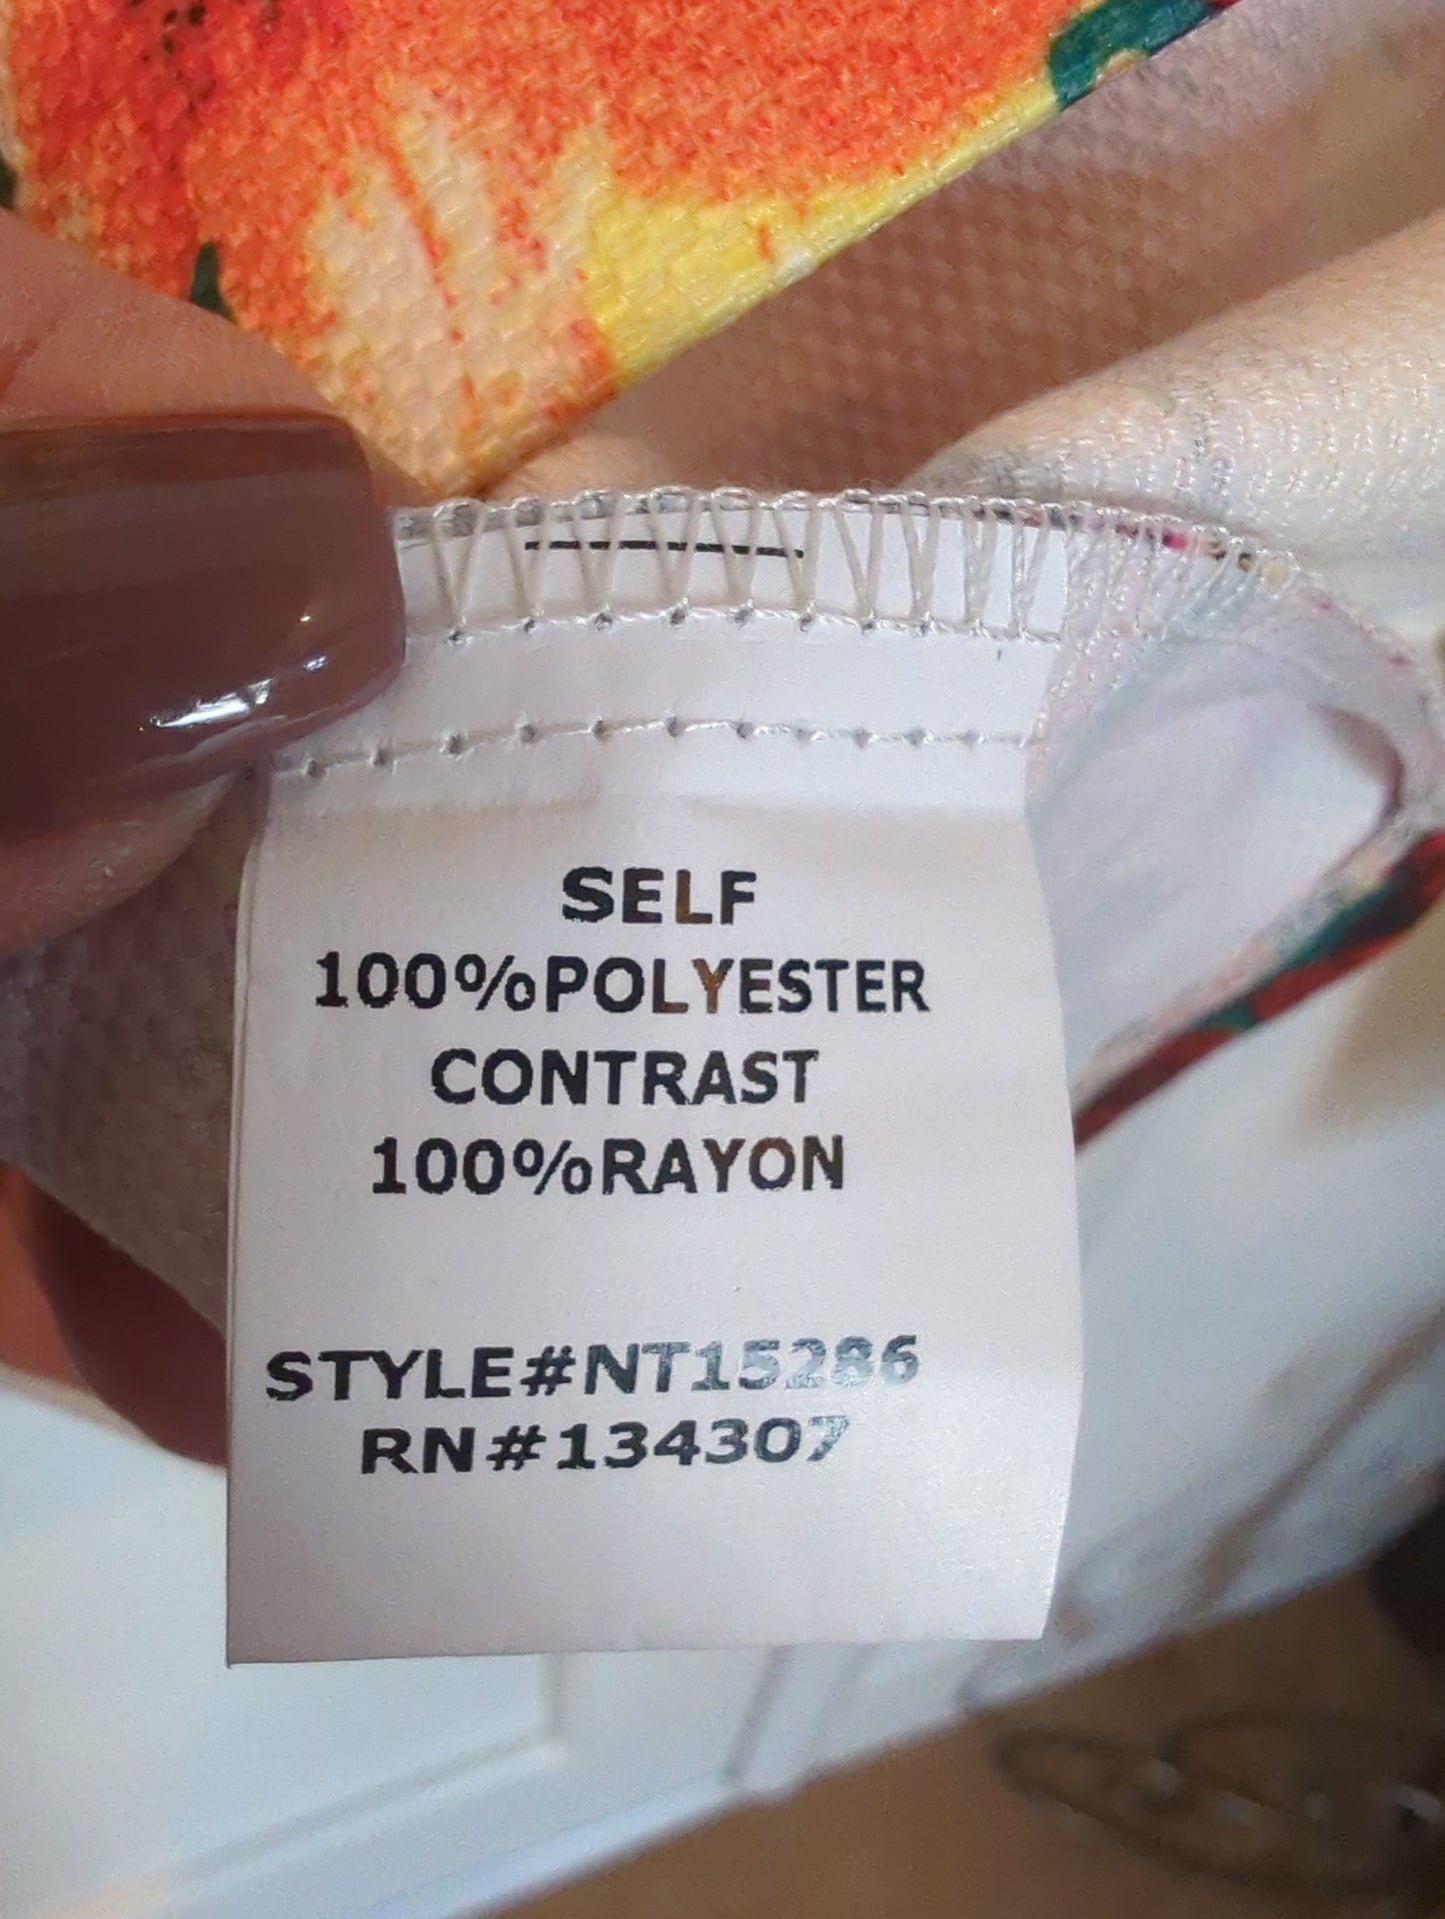 SELF
100%POLYESTER
CONTRAST
100%RAYON
STYLE#NT15286
RN#134307